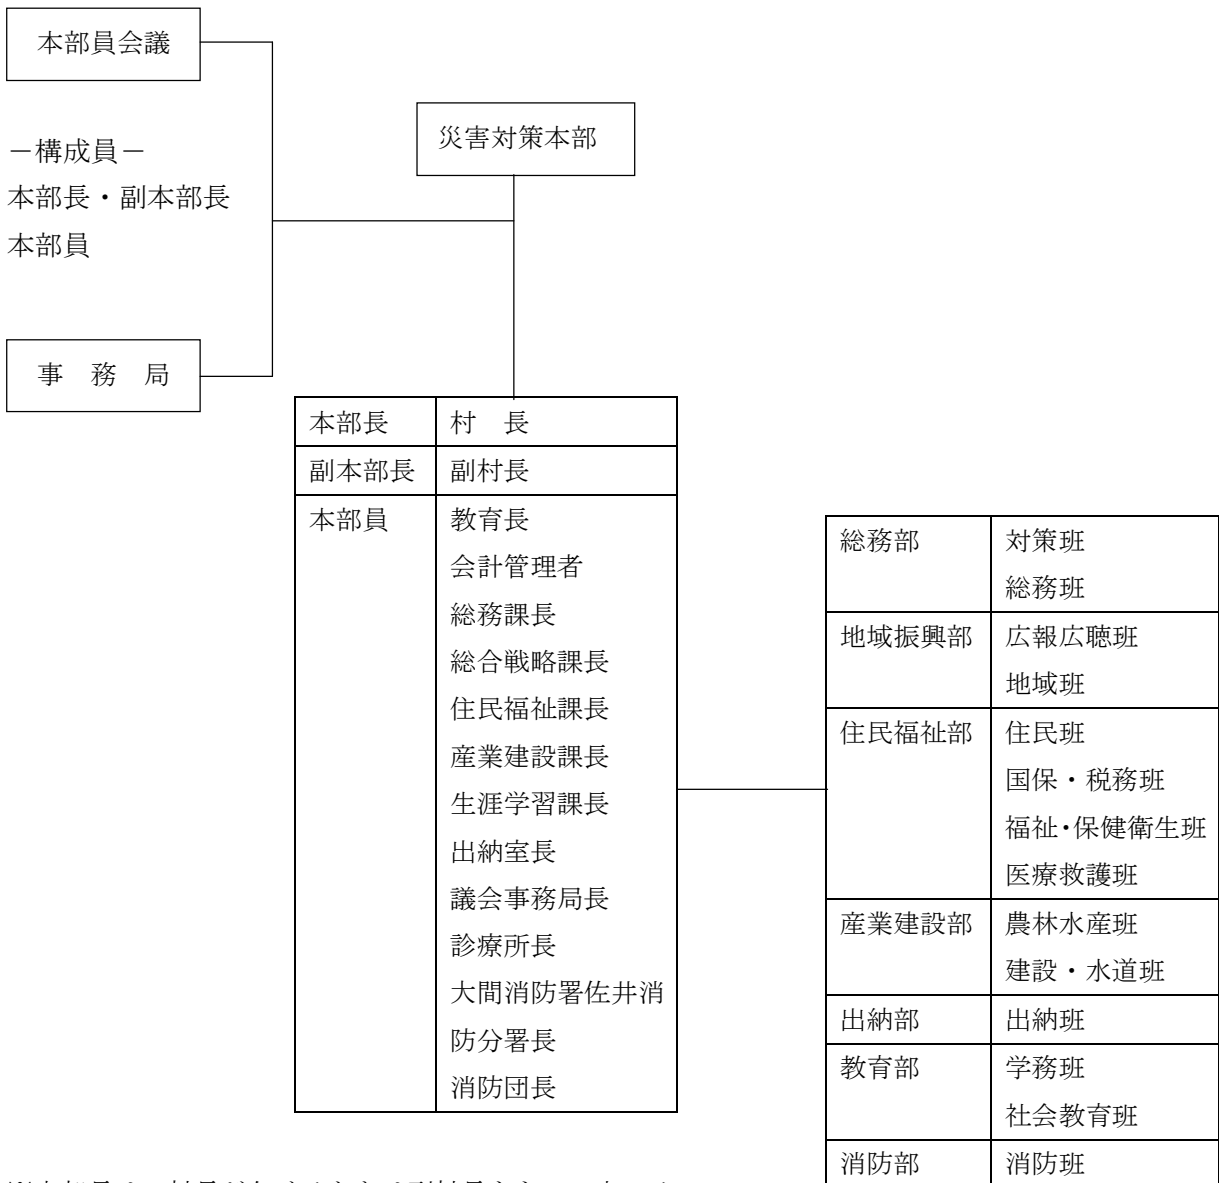 本部員会議
災害対策本部
－構成員－
本部長・副本部長
本部員
事　務　局
本部長　村　長
副本部長　副村長
本部員　教育長
会計管理者
総務課長
総合戦略課長
住民福祉課長
産業建設課長
生涯学習課長
出納室長
議会事務局長
診療所長
大間消防署佐井消
防分署長
消防団長
総務部　対策班
総務班
地域振興部　広報広聴班
地域班
住民福祉部　住民班
国保・税務班
福祉・保健衛生班
医療救護班
産業建設部　農林水産班
建設・水道班
出納部　出納班
教育部　学務班
社会教育班
消防部　消防班